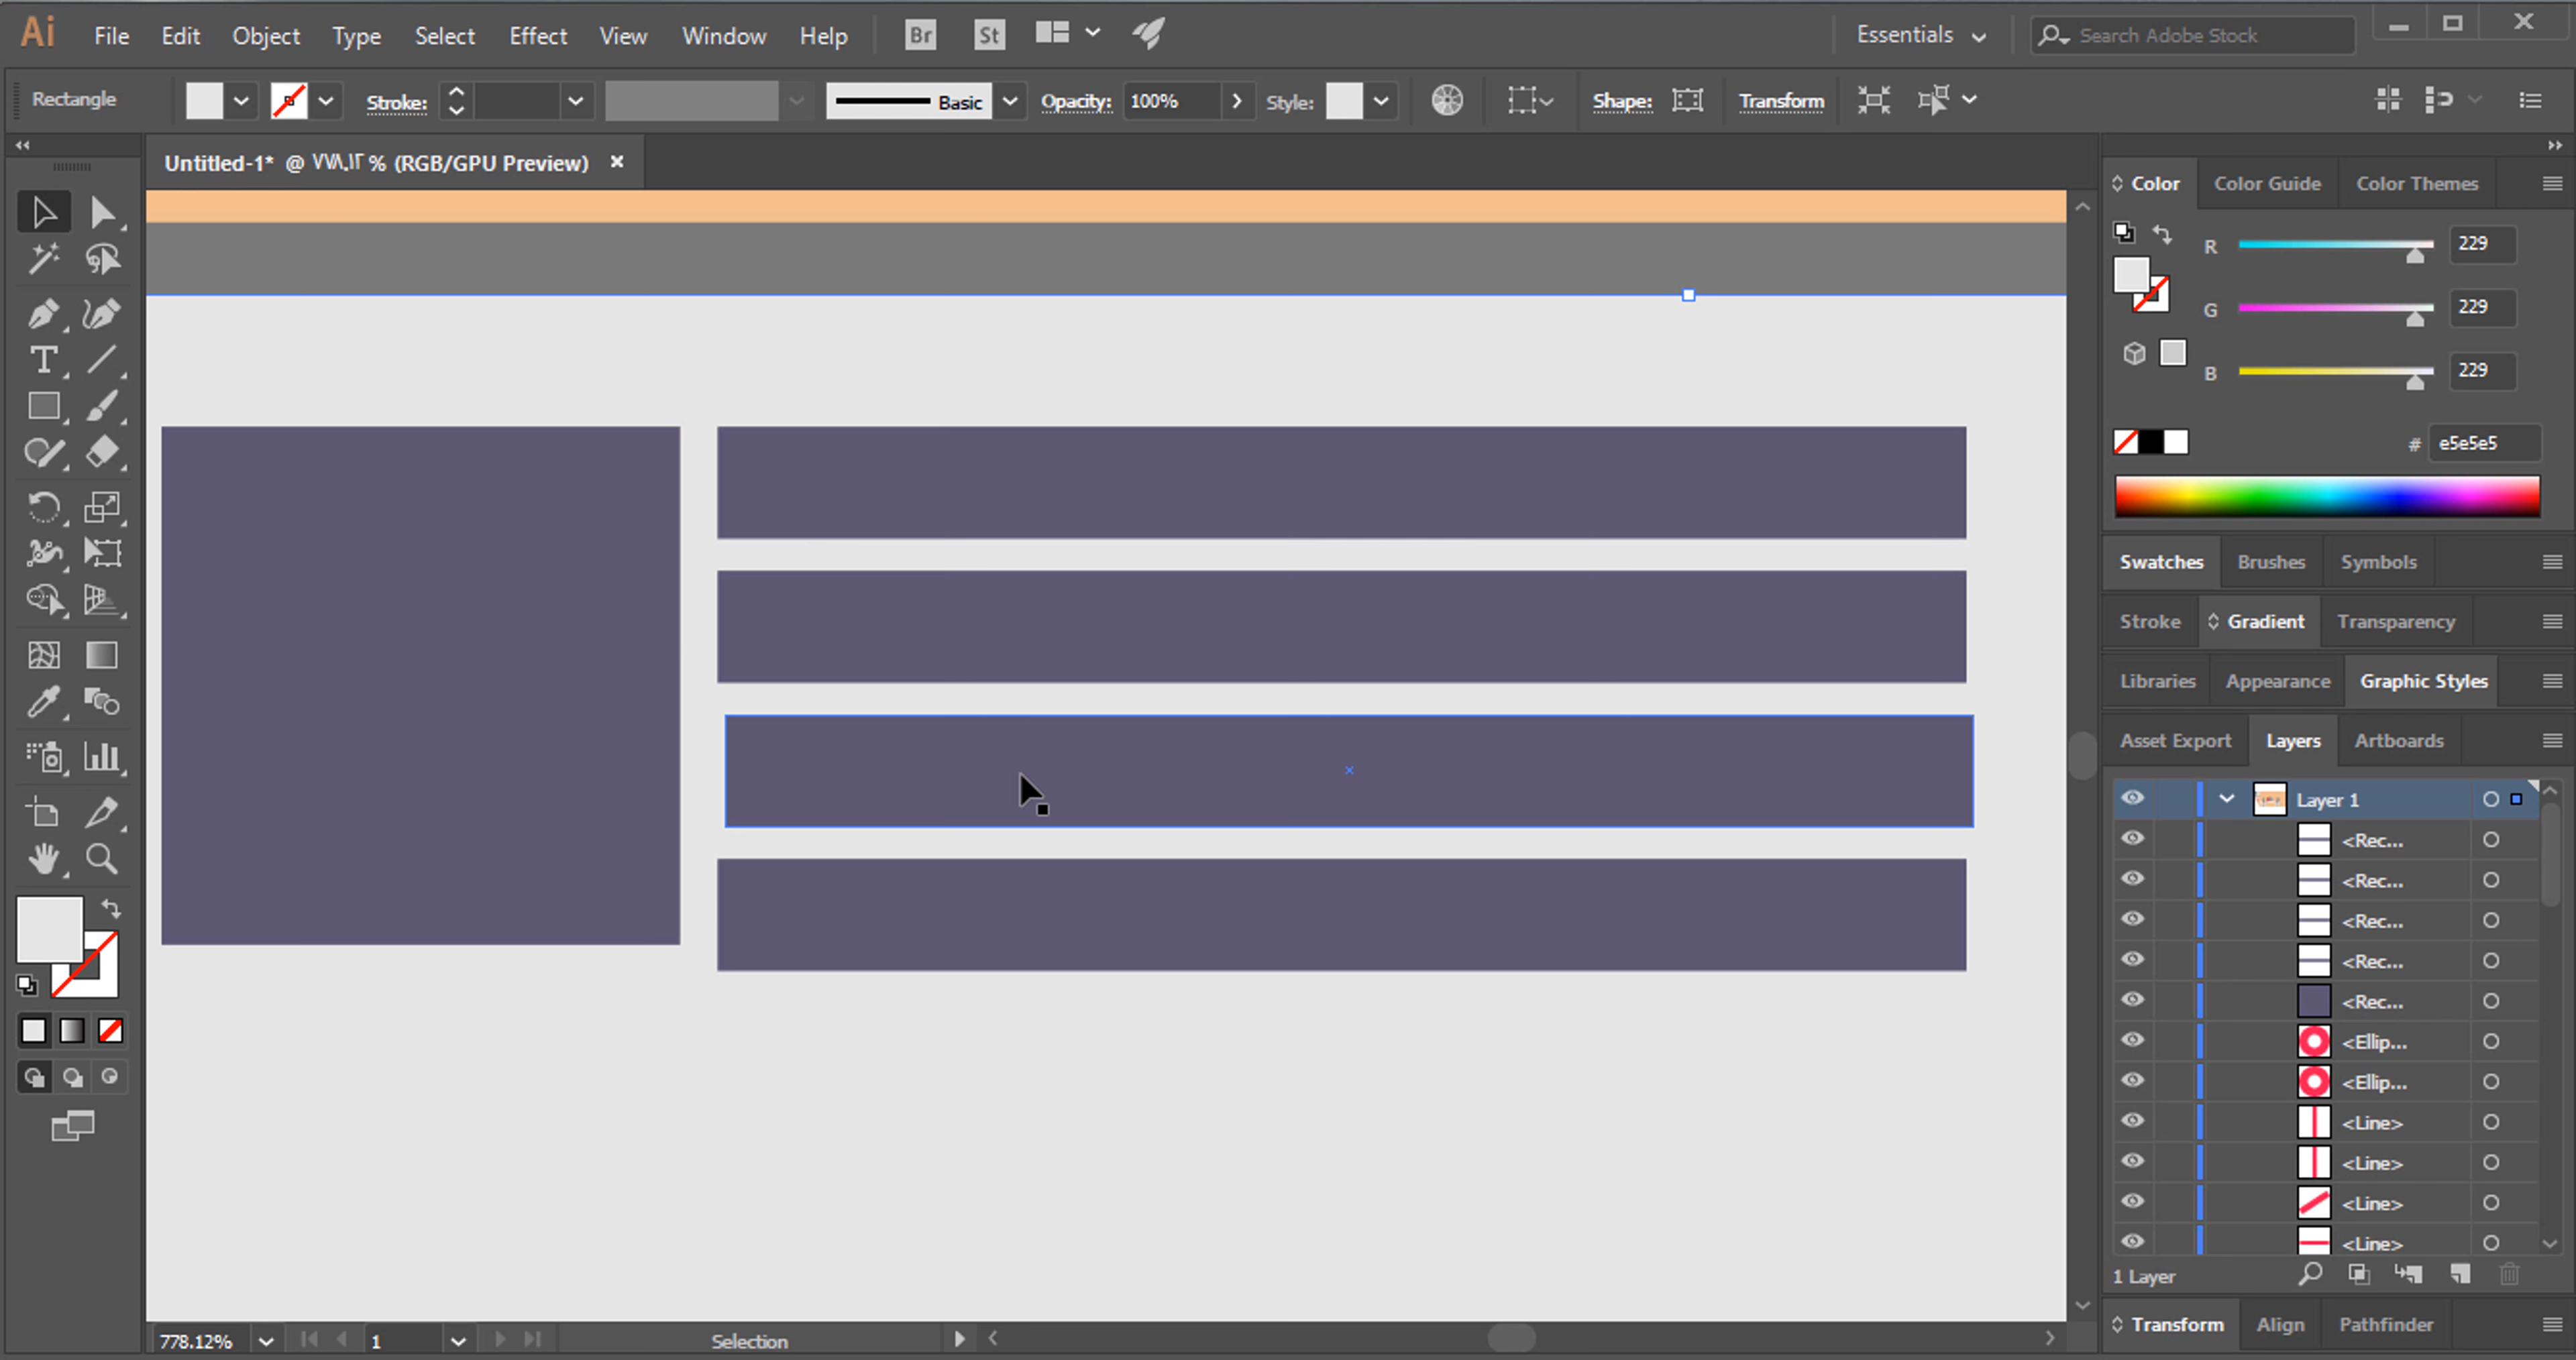 Ai File Edit Object Type Select Effect View Window Help Br St Essentials Search Adobe Stock
Rectangle Stroke: Basic Opacity: 100% Style: Shape: Transform
Untitled-1* @ ٧٧٨.١٢ % (RGB/GPU Preview) ×
Color Color Guide Color Themes
R 229
G 229
B 229
# e5e5e5
Swatches Brushes Symbols
Stroke Gradient Transparency
Libraries Appearance Graphic Styles
Asset Export Layers Artboards
Layer 1
<Rec...
<Rec...
<Rec...
<Rec...
<Rec...
<Ellip...
<Ellip...
<Line>
<Line>
<Line>
<Line>
1 Layer
Transform Align Pathfinder
778.12% 1 Selection